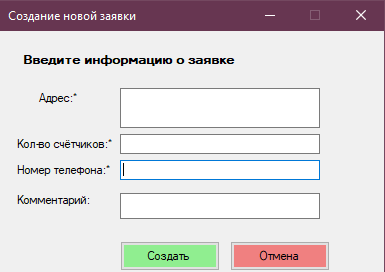 Создание новой заявки
Введите информацию о заявке
Адрес:*
Кол-во счётчиков:*
Номер телефона:*
Комментарий:
Создать
Отмена